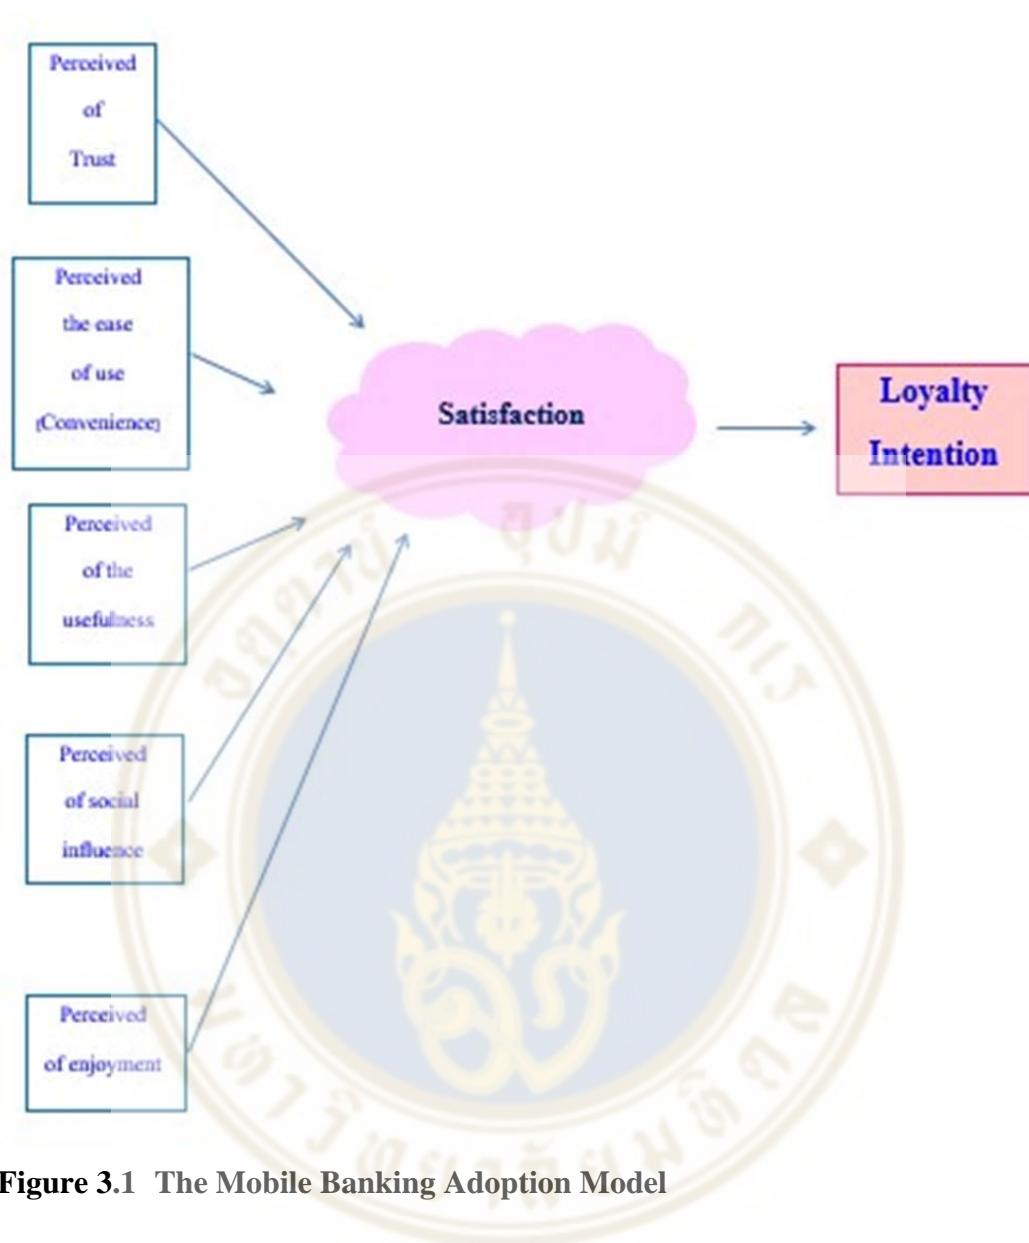 Perceived
of
Trust
Perceived
the ease
of use
(Convenience)
Perceived
of the
usefulness
Perceived
of social
influence
Perceived
of enjoyment
Satisfaction
Loyalty
Intention
Figure 3.1 The Mobile Banking Adoption Model